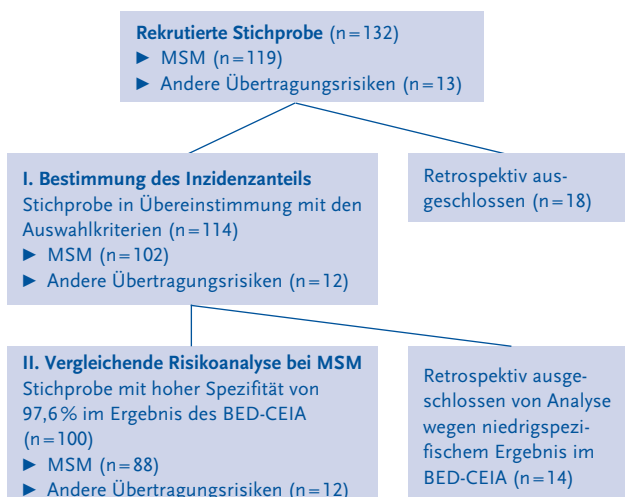 Rekrutierte Stichprobe (n=132)
► MSM (n=119)
► Andere Übertragungsrisiken (n=13)
I. Bestimmung des Inzidenzanteils
Stichprobe in Übereinstimmung mit den
Auswahlkriterien (n=114)
► MSM (n=102)
► Andere Übertragungsrisiken (n=12)
Retrospektiv aus-
geschlossen (n=18)
II. Vergleichende Risikoanalyse bei MSM
Stichprobe mit hoher Spezifität von
97,6% im Ergebnis des BED-CEIA
(n=100)
► MSM (n=88)
► Andere Übertragungsrisiken (n=12)
Retrospektiv ausge-
schlossen von Analyse
wegen niedrigspezi-
fischem Ergebnis im
BED-CEIA (n=14)